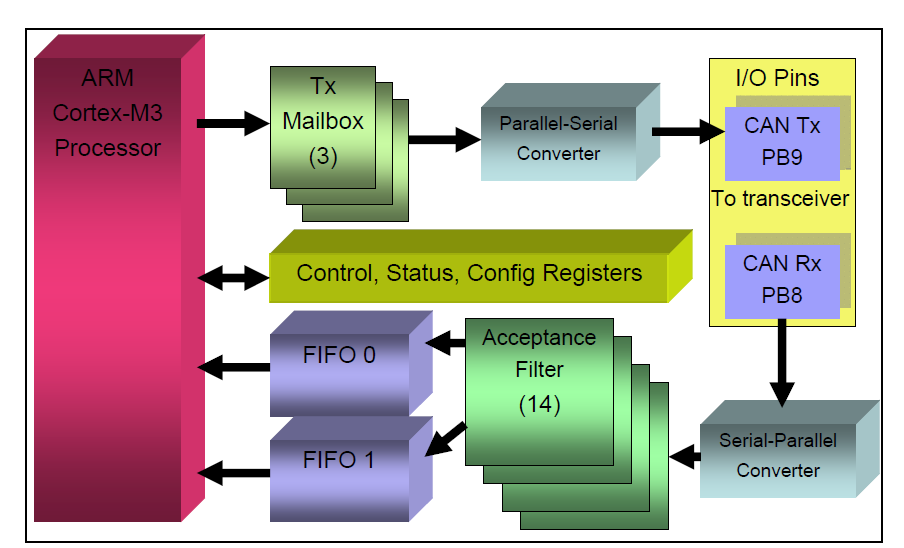 ARM
Cortex-M3
Processor
Tx
Mailbox
(3)
Parallel-Serial
Converter
I/O Pins
CAN Tx
PB9
To transceiver
CAN Rx
PB8
Control, Status, Config Registers
FIFO 0
FIFO 1
Acceptance
Filter
(14)
Serial-Parallel
Converter